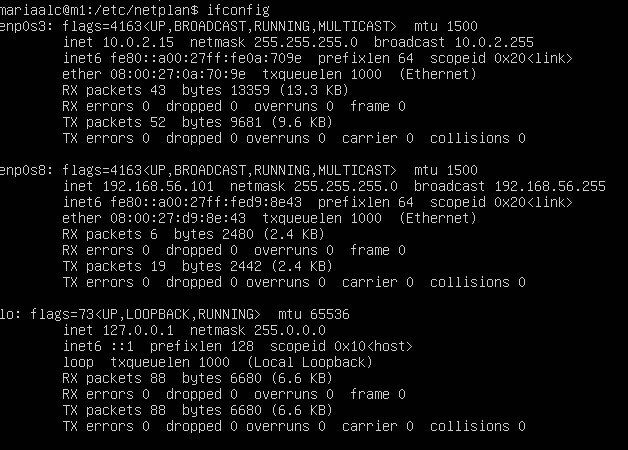 mariaalc@m1:/etc/netplan$ ifconfig
enp0s3: flags=4163<UP,BROADCAST,RUNNING,MULTICAST>  mtu 1500
        inet 10.0.2.15  netmask 255.255.255.0  broadcast 10.0.2.255
        inet6 fe80::a00:27ff:fe0a:709e  prefixlen 64  scopeid 0x20<link>
        ether 08:00:27:0a:70:9e  txqueuelen 1000  (Ethernet)
        RX packets 43  bytes 13359 (13.3 KB)
        RX errors 0  dropped 0  overruns 0  frame 0
        TX packets 52  bytes 9681 (9.6 KB)
        TX errors 0  dropped 0 overruns 0  carrier 0  collisions 0

enp0s8: flags=4163<UP,BROADCAST,RUNNING,MULTICAST>  mtu 1500
        inet 192.168.56.101  netmask 255.255.255.0  broadcast 192.168.56.255
        inet6 fe80::a00:27ff:fed9:8e43  prefixlen 64  scopeid 0x20<link>
        ether 08:00:27:d9:8e:43  txqueuelen 1000  (Ethernet)
        RX packets 6  bytes 2480 (2.4 KB)
        RX errors 0  dropped 0  overruns 0  frame 0
        TX packets 19  bytes 2442 (2.4 KB)
        TX errors 0  dropped 0 overruns 0  carrier 0  collisions 0

lo: flags=73<UP,LOOPBACK,RUNNING>  mtu 65536
        inet 127.0.0.1  netmask 255.0.0.0
        inet6 ::1  prefixlen 128  scopeid 0x10<host>
        loop  txqueuelen 1000  (Local Loopback)
        RX packets 88  bytes 6680 (6.6 KB)
        RX errors 0  dropped 0  overruns 0  frame 0
        TX packets 88  bytes 6680 (6.6 KB)
        TX errors 0  dropped 0 overruns 0  carrier 0  collisions 0